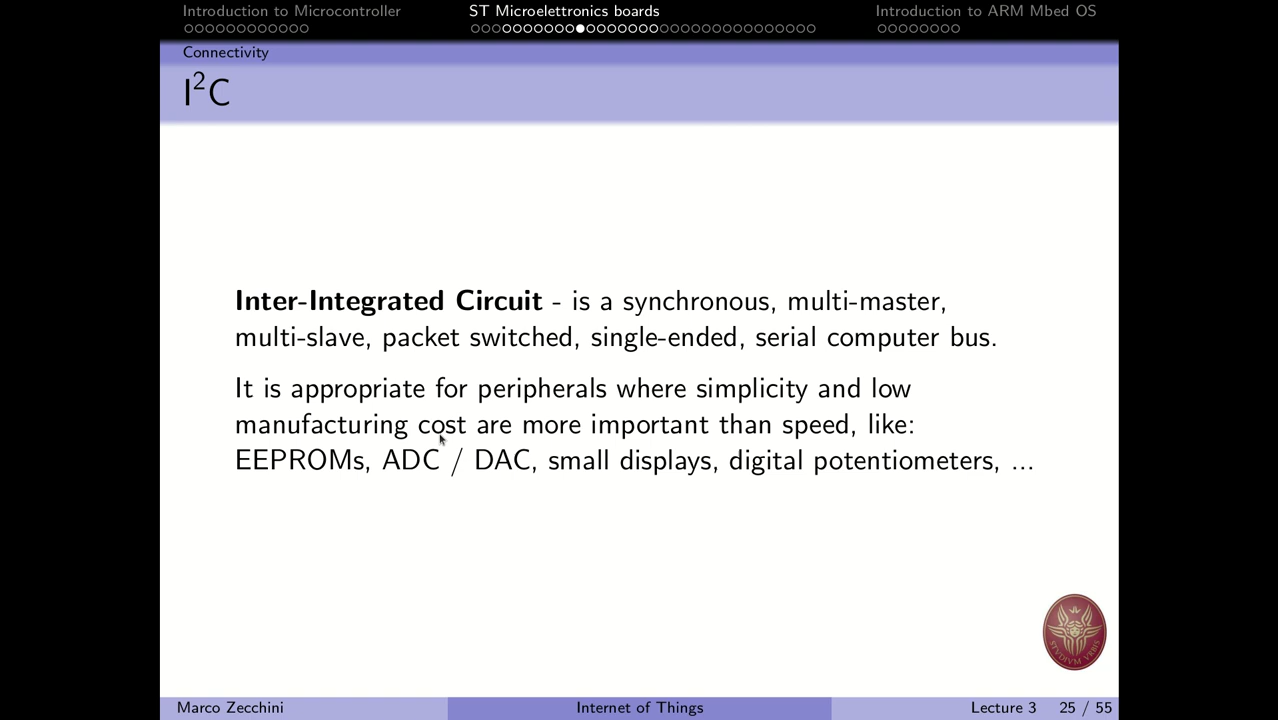 Introduction to Microcontroller
ST Microelettronics boards
Introduction to ARM Mbed OS
Connectivity
I²C
Inter-Integrated Circuit - is a synchronous, multi-master,
multi-slave, packet switched, single-ended, serial computer bus.
It is appropriate for peripherals where simplicity and low
manufacturing cost are more important than speed, like:
EEPROMs, ADC / DAC, small displays, digital potentiometers, ...
STVDIVM VRBIS
Marco Zecchini
Internet of Things
Lecture 3
25 / 55